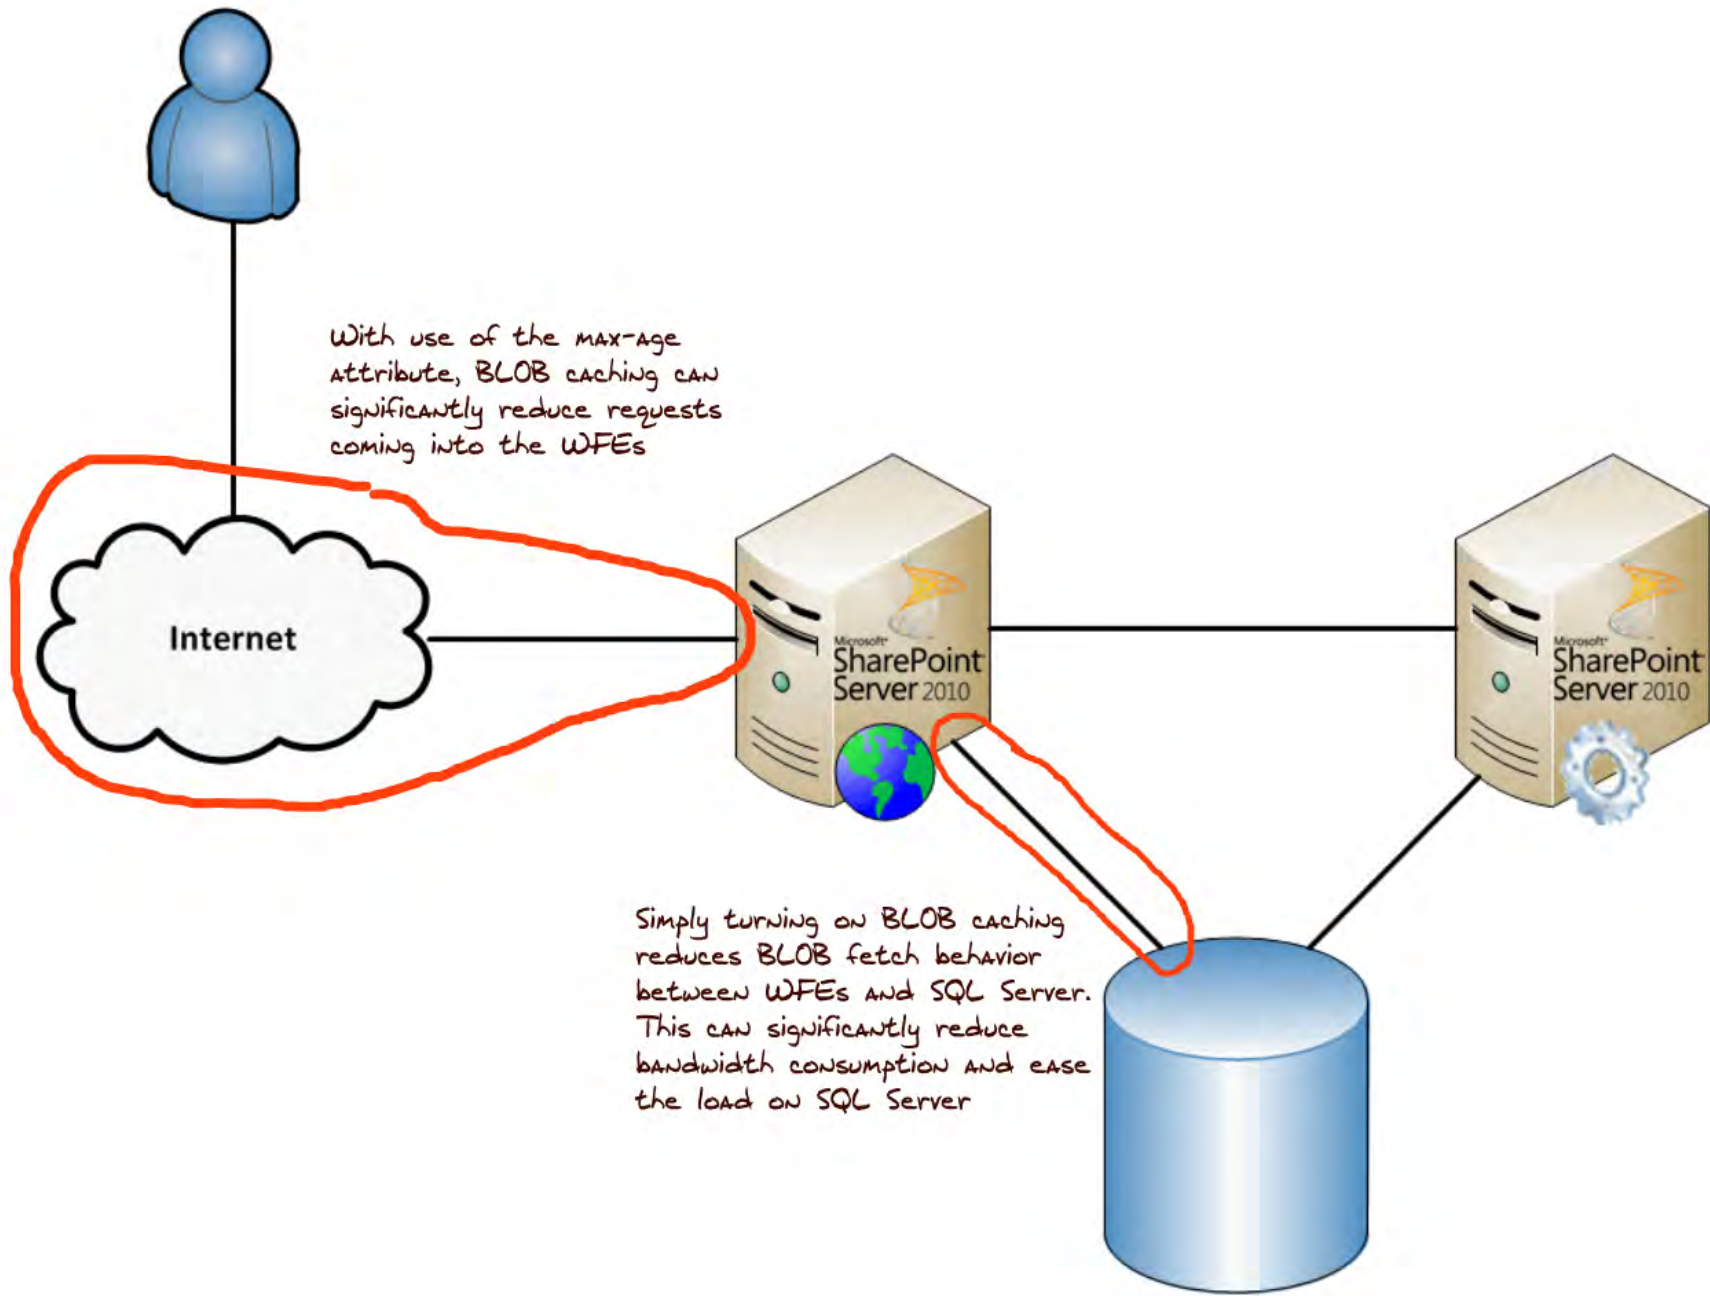 With use of the max-age
attribute, BLOB caching can
significantly reduce requests
coming into the WFEs
Internet
Microsoft®
SharePoint
Server 2010
Microsoft®
SharePoint
Server 2010
Simply turning on BLOB caching
reduces BLOB fetch behavior
between WFEs and SQL Server.
This can significantly reduce
bandwidth consumption and ease
the load on SQL Server